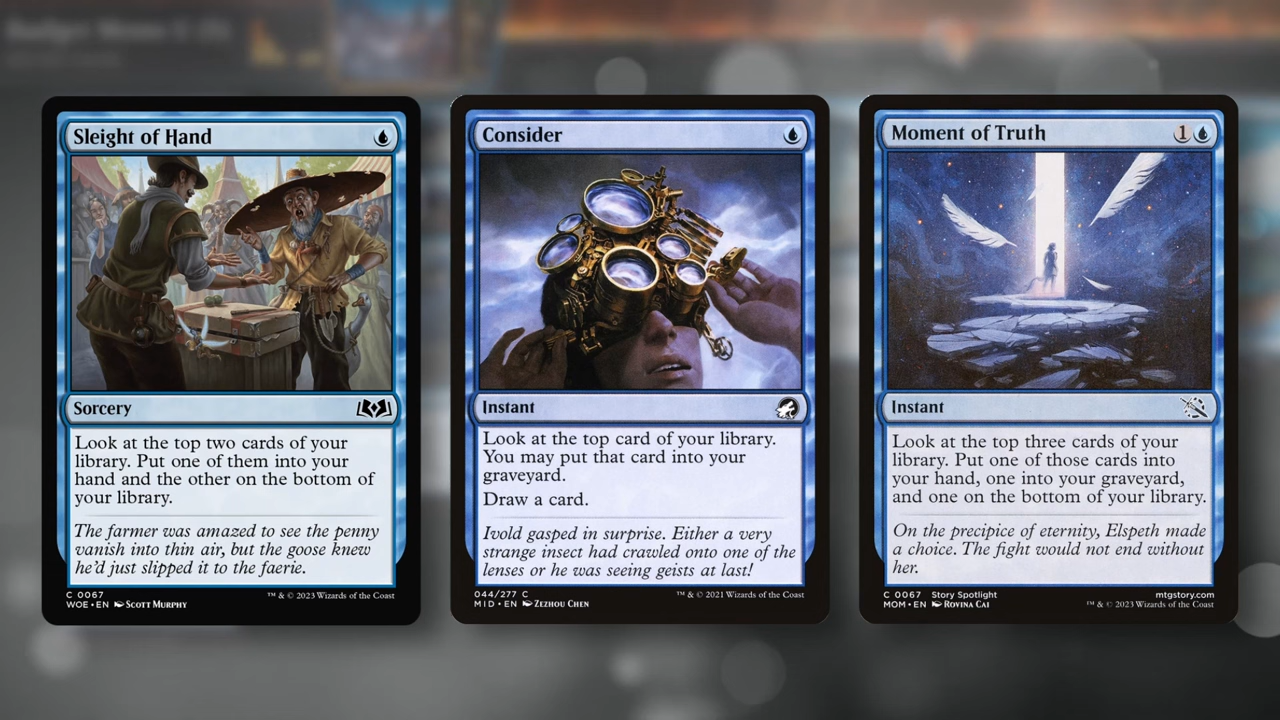 Sleight of Hand
Sorcery
Look at the top two cards of your
library. Put one of them into your
hand and the other on the bottom of
your library.
The farmer was amazed to see the penny
vanish into thin air, but the goose knew
he'd just slipped it to the faerie.
C 0067
WOE • EN Scott Murphy
™ & © 2023 Wizards of the Coast
Consider
Instant
Look at the top card of your library.
You may put that card into your
graveyard.
Draw a card.
Ivold gasped in surprise. Either a very
strange insect had crawled onto one of the
lenses or he was seeing geists at last!
044/277 C
MID • EN Zezhou Chen
™ & © 2021 Wizards of the Coast
Moment of Truth
1
Instant
Look at the top three cards of your
library. Put one of those cards into
your hand, one into your graveyard,
and one on the bottom of your library.
On the precipice of eternity, Elspeth made
a choice. The fight would not end without
her.
C 0067 Story Spotlight
mtgstory.com
MOM • EN Rovina Cai
™ & © 2023 Wizards of the Coast